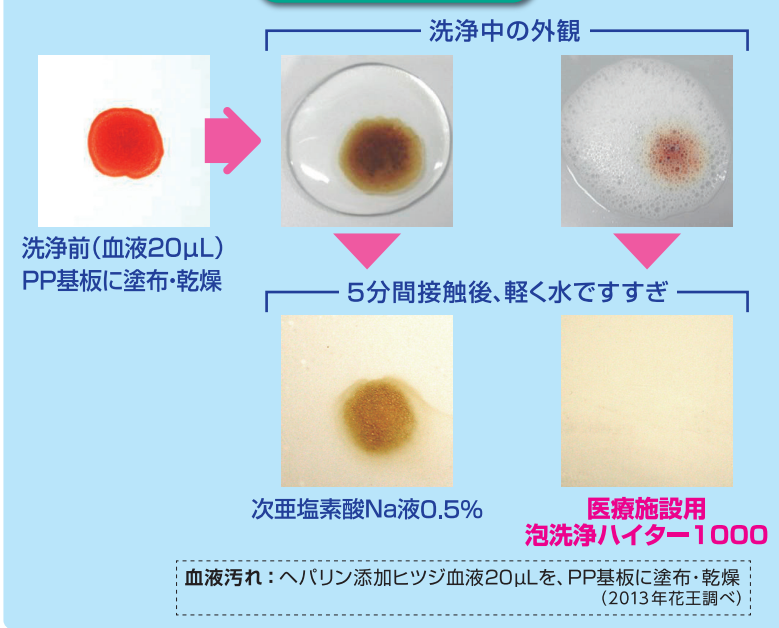 洗浄中の外観
洗浄前(血液20μL)
PP基板に塗布・乾燥
5分間接触後、軽く水ですすぎ
次亜塩素酸Na液0.5%
医療施設用
泡洗浄ハイター1000
血液汚れ:ヘパリン添加ヒツジ血液20μLを、PP基板に塗布・乾燥
(2013年花王調べ)